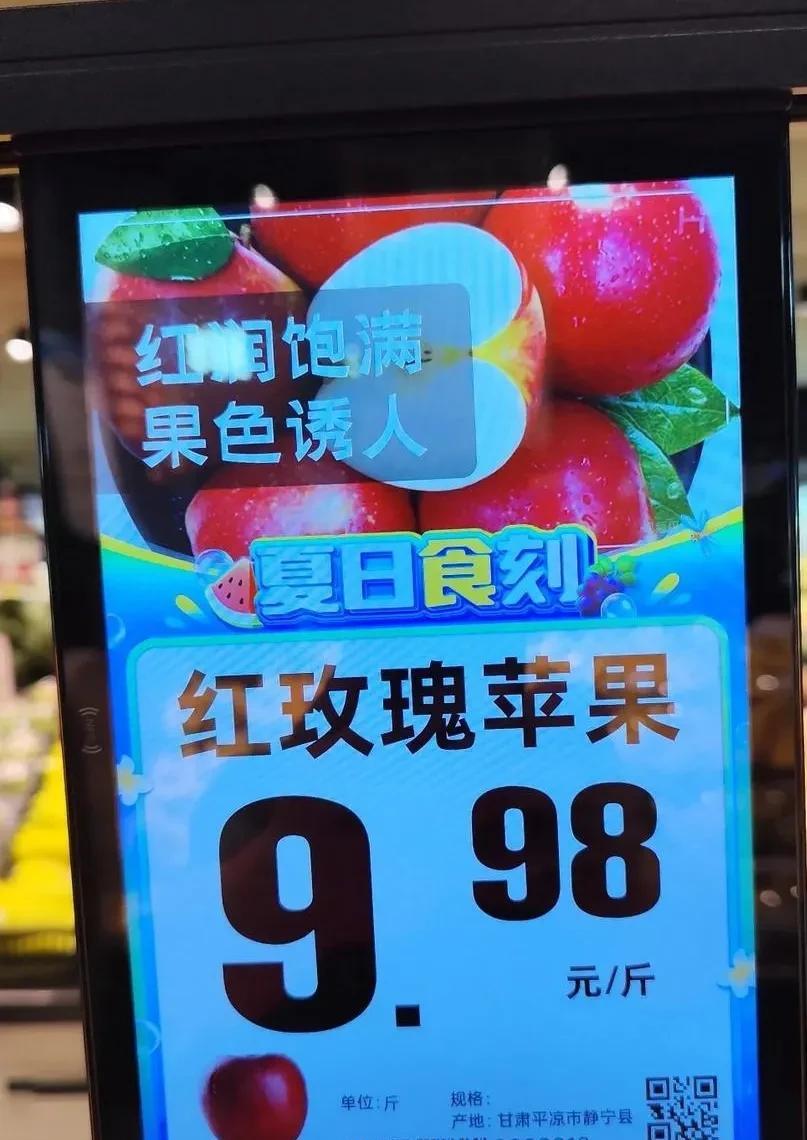 红润饱满
果色诱人
夏日食刻
红玫瑰苹果
9.98
元/斤
单位:斤
规格:
产地:甘肃平凉市静宁县